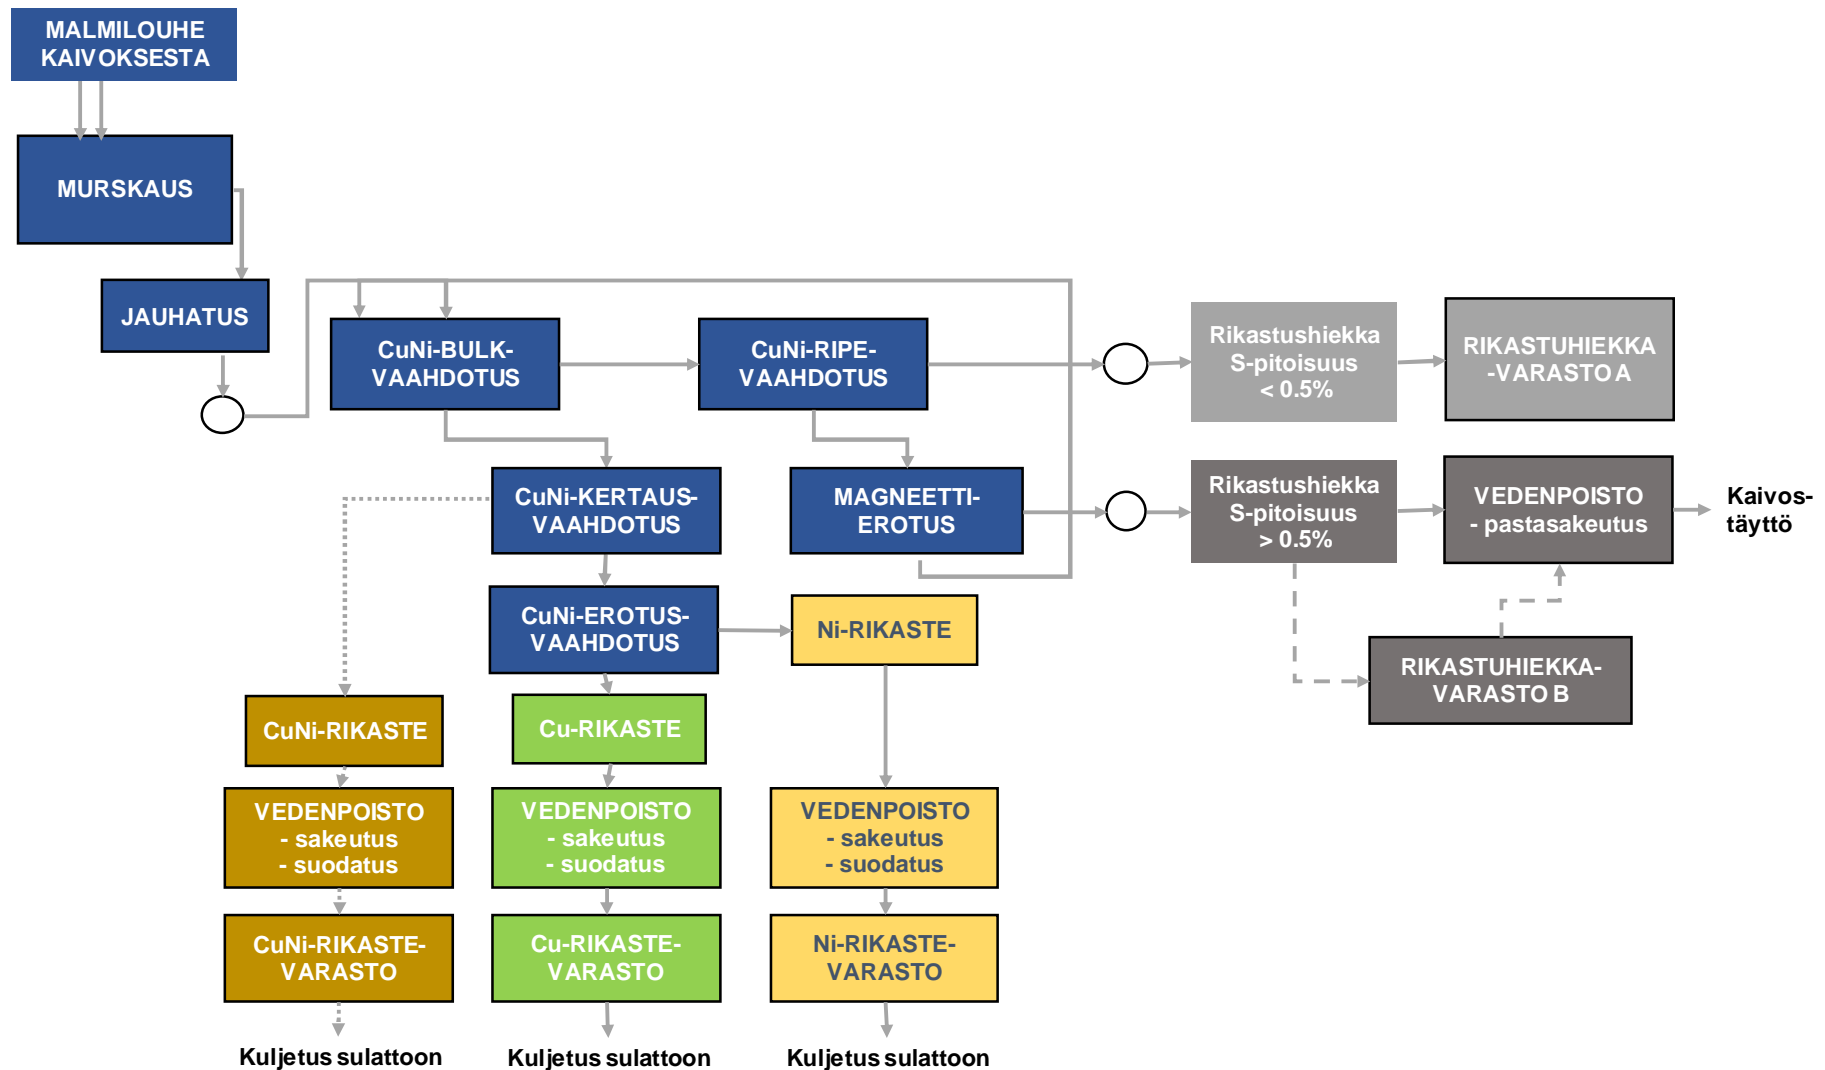 MALMILOUHE
KAIVOKSESTA
MURSKAUS
JAUHATUS
CuNi-BULK-
VAAHDOTUS
CuNi-RIPE-
VAAHDOTUS
Rikastushiekka
S-pitoisuus
< 0.5%
RIKASTUHIEKKA
-VARASTO A
CuNi-KERTAUS-
VAAHDOTUS
MAGNEETTI-
EROTUS
Rikastushiekka
S-pitoisuus
> 0.5%
VEDENPOISTO
- pastasakeutus
Kaivos-
täyttö
CuNi-EROTUS-
VAAHDOTUS
Ni-RIKASTE
RIKASTUHIEKKA-
VARASTO B
CuNi-RIKASTE
Cu-RIKASTE
VEDENPOISTO
- sakeutus
- suodatus
VEDENPOISTO
- sakeutus
- suodatus
VEDENPOISTO
- sakeutus
- suodatus
CuNi-RIKASTE-
VARASTO
Cu-RIKASTE-
VARASTO
Ni-RIKASTE-
VARASTO
Kuljetus sulattoon
Kuljetus sulattoon
Kuljetus sulattoon